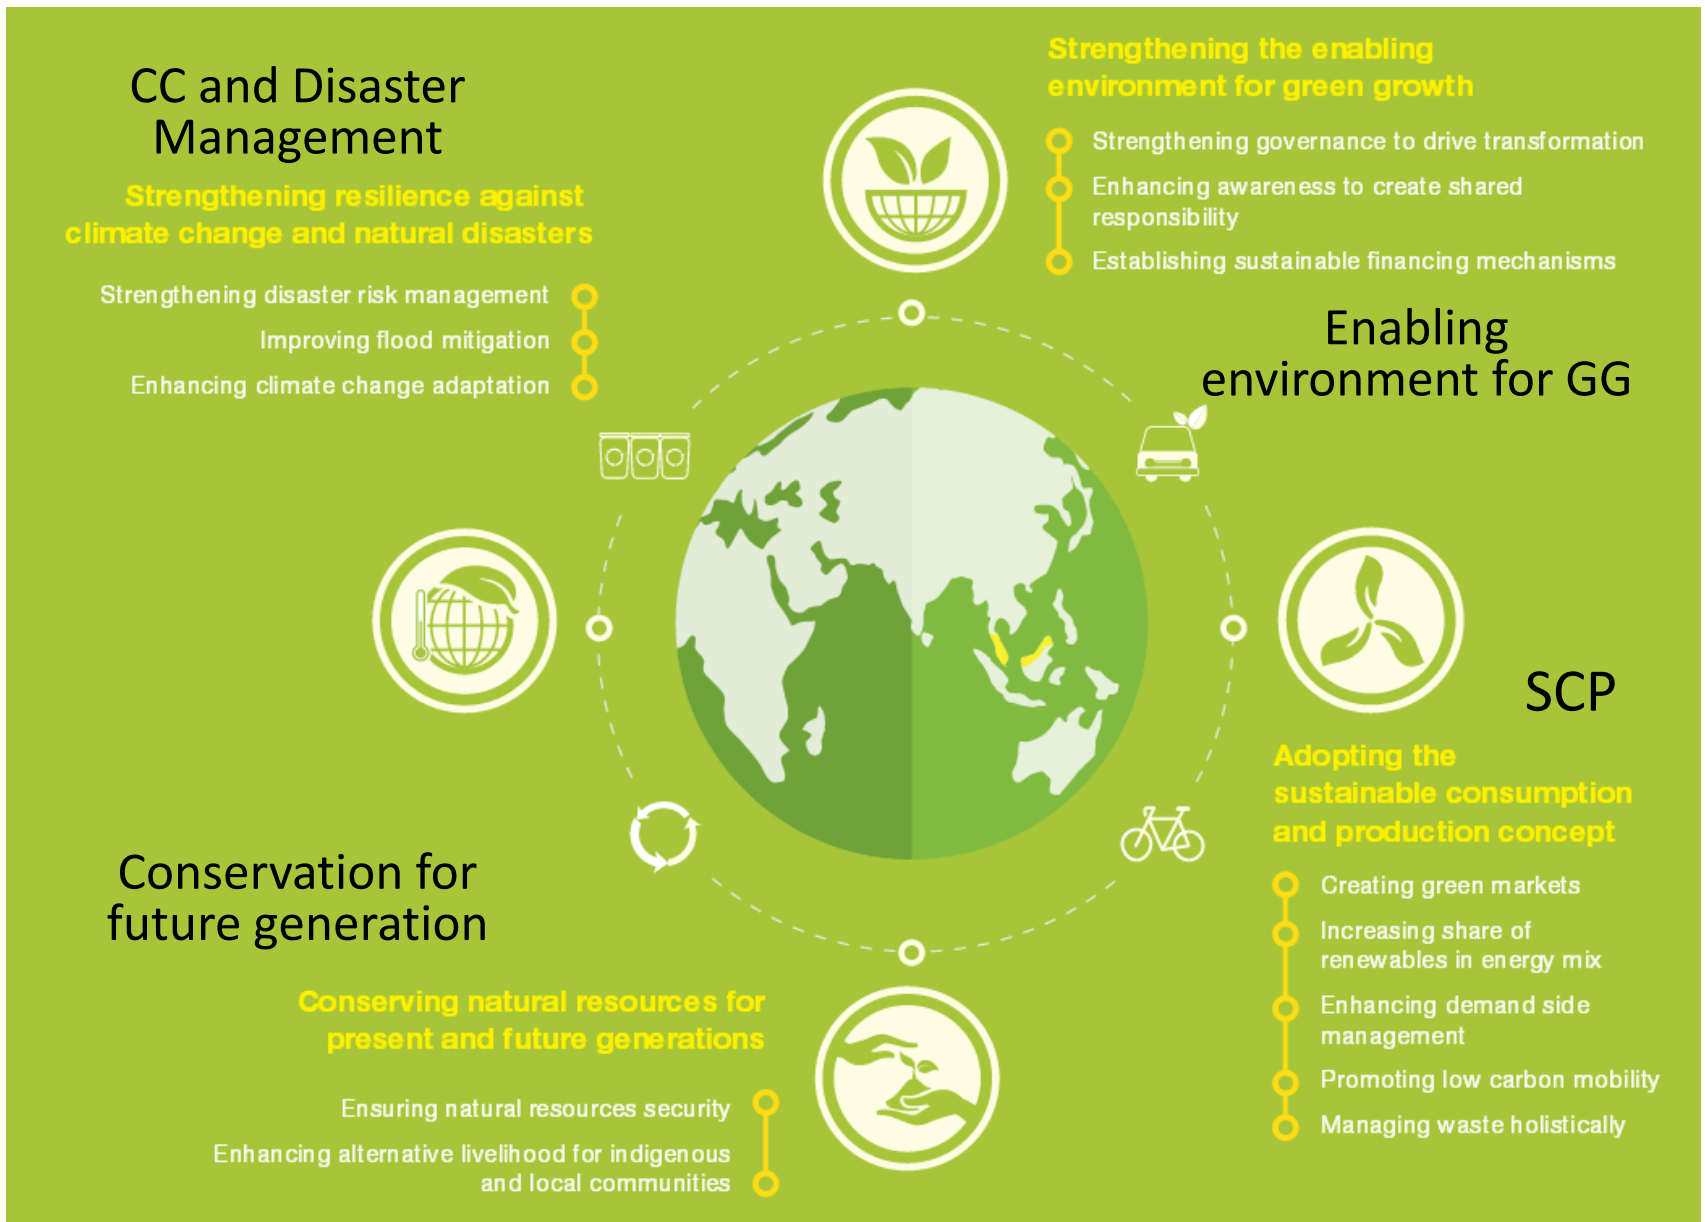 CC and Disaster
Management
Strengthening resilience against
climate change and natural disasters
Strengthening disaster risk management
Improving flood mitigation
Enhancing climate change adaptation
Strengthening the enabling
environment for green growth
Strengthening governance to drive transformation
Enhancing awareness to create shared
responsibility
Establishing sustainable financing mechanisms
Enabling
environment for GG
SCP
Adopting the
sustainable consumption
and production concept
Creating green markets
Increasing share of
renewables in energy mix
Enhancing demand side
management
Promoting low carbon mobility
Managing waste holistically
Conservation for
future generation
Conserving natural resources for
present and future generations
Ensuring natural resources security
Enhancing alternative livelihood for indigenous
and local communities